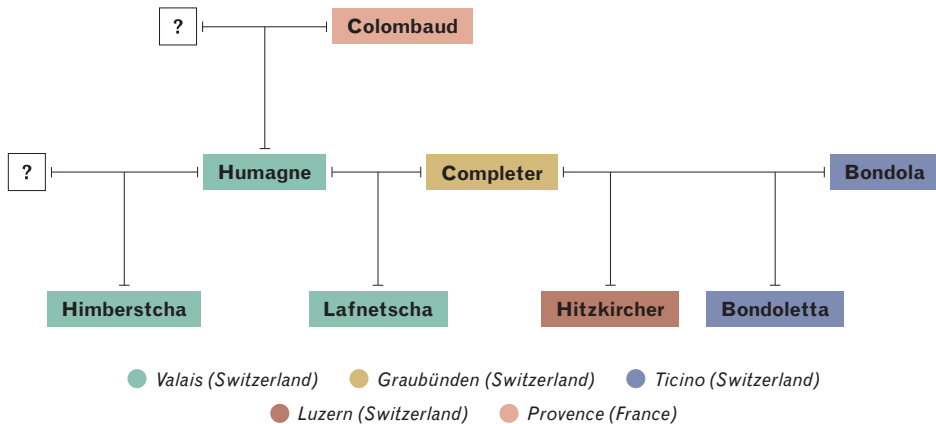 ? Colombaud
? Humagne Completer Bondola
Himberstcha Lafnetscha Hitzkircher Bondoletta
Valais (Switzerland) Graubünden (Switzerland) Ticino (Switzerland)
Luzern (Switzerland) Provence (France)